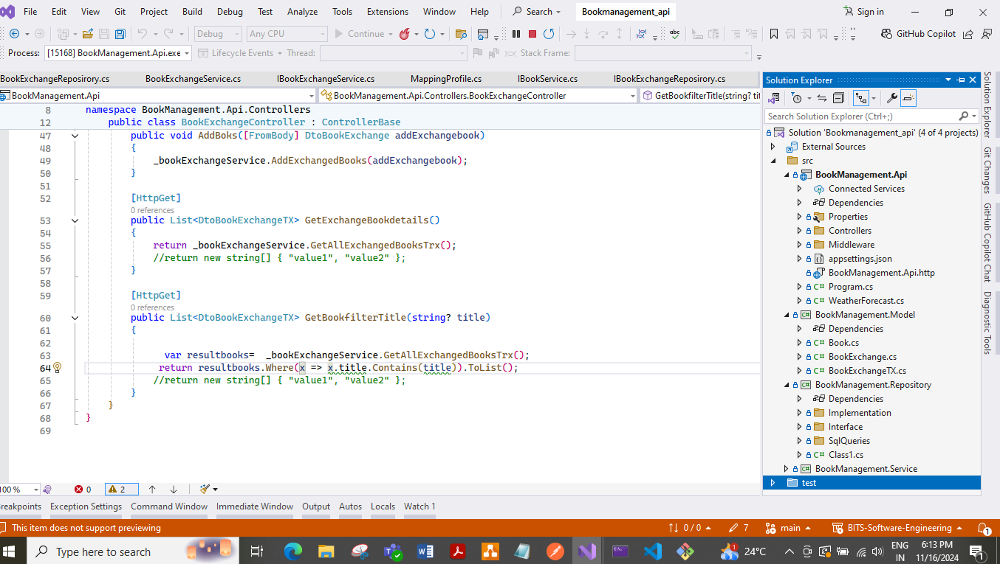 File Edit View Git Project Build Debug Test Analyze Tools Extensions Window Help Search Bookmanagement_api Sign in
Debug Any CPU Continue abc GitHub Copilot
Process: [15168] BookManagement.Api.exe Lifecycle Events Thread: Stack Frame:
BookExchangeReposirory.cs BookExchangeService.cs IBookExchangeService.cs MappingProfile.cs IBookService.cs IBookExchangeReposirory.cs
BookManagement.Api BookManagement.Api.Controllers.BookExchangeController GetBookfilterTitle(string? tit
8 namespace BookManagement.Api.Controllers
12 public class BookExchangeController : ControllerBase
47 public void AddBoks([FromBody] DtoBookExchange addExchangebook)
48 {
49 _bookExchangeService.AddExchangedBooks(addExchangebook);
50 }
51
52 [HttpGet]
0 references
53 public List<DtoBookExchangeTX> GetExchangeBookdetails()
54 {
55 return _bookExchangeService.GetAllExchangedBooksTrx();
56 //return new string[] { "value1", "value2" };
57 }
58
59 [HttpGet]
0 references
60 public List<DtoBookExchangeTX> GetBookfilterTitle(string? title)
61 {
62
63 var resultbooks= _bookExchangeService.GetAllExchangedBooksTrx();
64 return resultbooks.Where(x => x.title.Contains(title)).ToList();
65 //return new string[] { "value1", "value2" };
66 }
67 }
68 }
69
100 % 0 2
reakpoints Exception Settings Command Window Immediate Window Output Autos Locals Watch 1
Solution Explorer
Search Solution Explorer (Ctrl+;)
Solution 'Bookmanagement_api' (4 of 4 projects)
External Sources
src
BookManagement.Api
Connected Services
Dependencies
Properties
Controllers
Middleware
appsettings.json
BookManagement.Api.http
C# Program.cs
C# WeatherForecast.cs
C# BookManagement.Model
Dependencies
C# Book.cs
C# BookExchange.cs
C# BookExchangeTX.cs
C# BookManagement.Repository
Dependencies
Implementation
Interface
SqlQueries
C# Class1.cs
C# BookManagement.Service
test
Solution Explorer
Git Changes
GitHub Copilot Chat
Diagnostic Tools
This item does not support previewing 0 / 0 7 main BITS-Software-Engineering 1
Type here to search 1 24°C ENG 6:13 PM
IN 11/16/2024 1